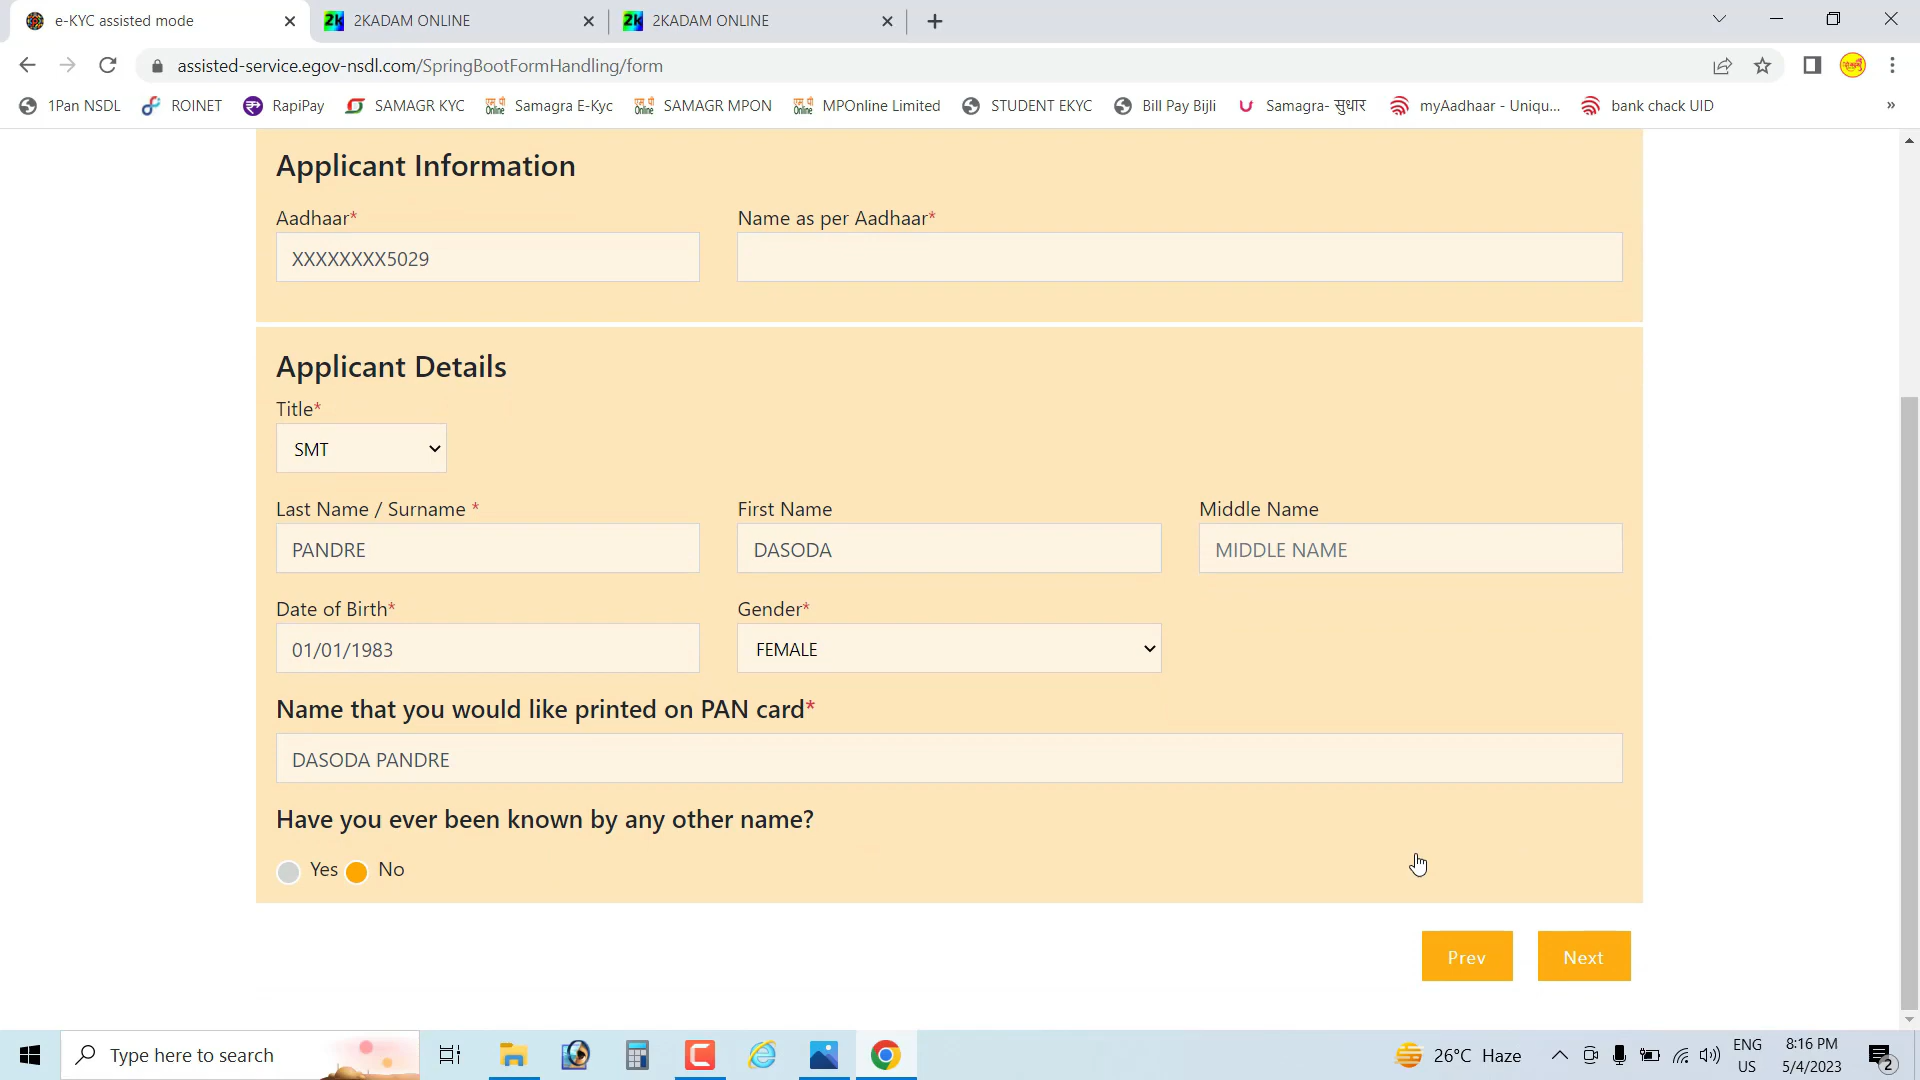 e-KYC assisted mode
2KADAM ONLINE
2KADAM ONLINE
assisted-service.egov-nsdl.com/SpringBootFormHandling/form
1Pan NSDL ROINET RapiPay SAMAGR KYC Samagra E-Kyc SAMAGR MPON MPOnline Limited STUDENT EKYC Bill Pay Bijli Samagra- सुधार myAadhaar - Uniqu... bank chack UID »
Applicant Information
Aadhaar* Name as per Aadhaar*
XXXXXXXX5029
Applicant Details
Title*
SMT
Last Name / Surname * First Name Middle Name
PANDRE DASODA MIDDLE NAME
Date of Birth* Gender*
01/01/1983 FEMALE
Name that you would like printed on PAN card*
DASODA PANDRE
Have you ever been known by any other name?
Yes No
Prev Next
Type here to search
26°C Haze
ENG
US
8:16 PM
5/4/2023
2